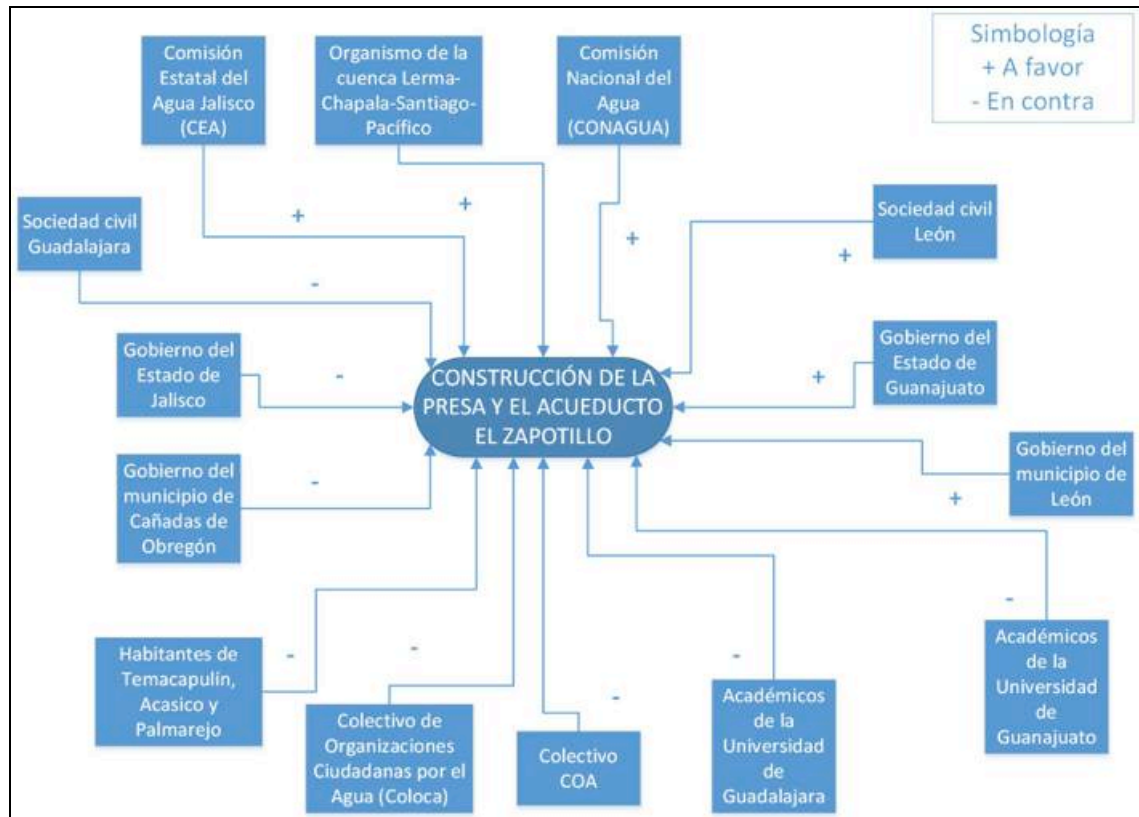 Comisión
Estatal del
Agua Jalisco
(CEA)
Organismo de la
cuenca Lerma-
Chapala-Santiago-
Pacífico
Comisión
Nacional del
Agua
(CONAGUA)
Simbología
+ A favor
- En contra
Sociedad civil
Guadalajara
Sociedad civil
León
+
+
+
+
-
Gobierno del
Estado de
Jalisco
-
CONSTRUCCIÓN DE LA
PRESA Y EL ACUEDUCTO
EL ZAPOTILLO
+
Gobierno del
Estado de
Guanajuato
Gobierno del
municipio de
Cañadas de
Obregón
-
Gobierno del
municipio de
León
+
Habitantes de
Temacapulín,
Acasico y
Palmarejo
-
-
Colectivo de
Organizaciones
Ciudadanas por el
Agua (Coloca)
-
Colectivo
COA
-
Académicos
de la
Universidad
de
Guadalajara
-
Académicos
de la
Universidad
de
Guanajuato